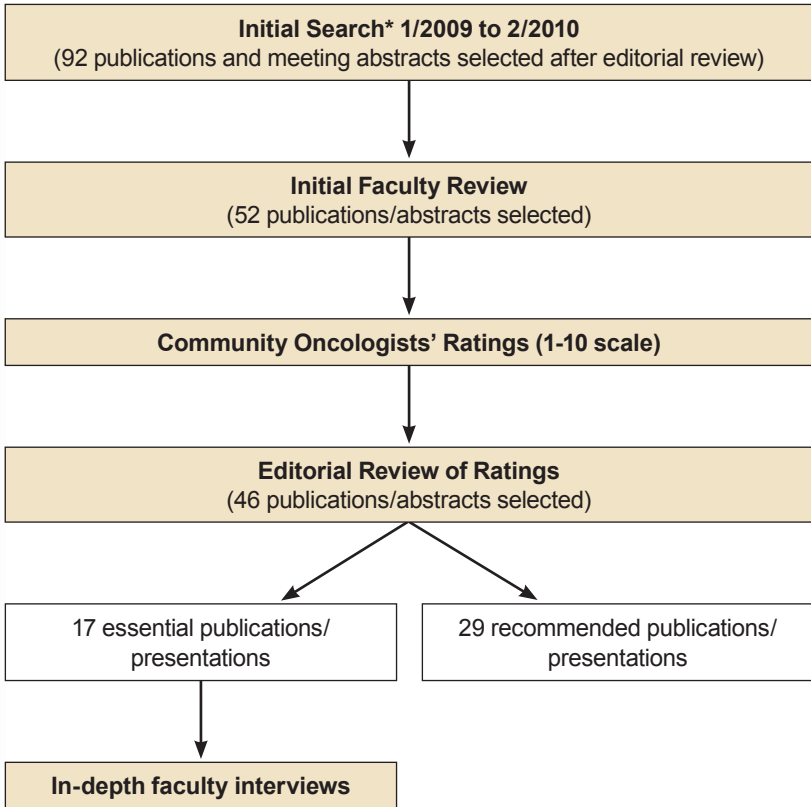 Initial Search* 1/2009 to 2/2010
(92 publications and meeting abstracts selected after editorial review)
Initial Faculty Review
(52 publications/abstracts selected)
Community Oncologists’ Ratings (1-10 scale)
Editorial Review of Ratings
(46 publications/abstracts selected)
17 essential publications/
presentations
29 recommended publications/
presentations
In-depth faculty interviews